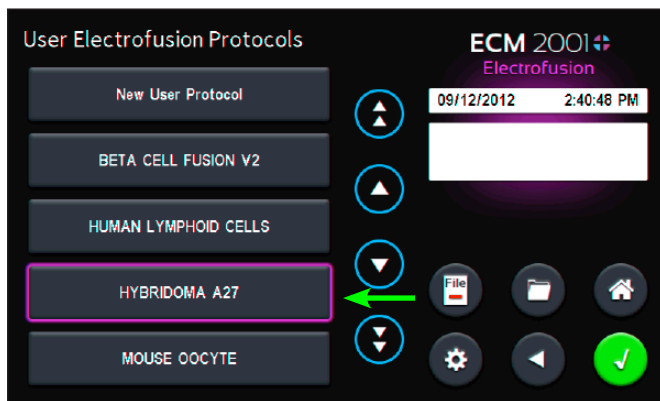 User Electrofusion Protocols
New User Protocol
BETA CELL FUSION V2
HUMAN LYMPHOID CELLS
HYBRIDOMA A27
MOUSE OOCYTE
ECM 2001
Electrofusion
09/12/2012 2:40:48 PM
File